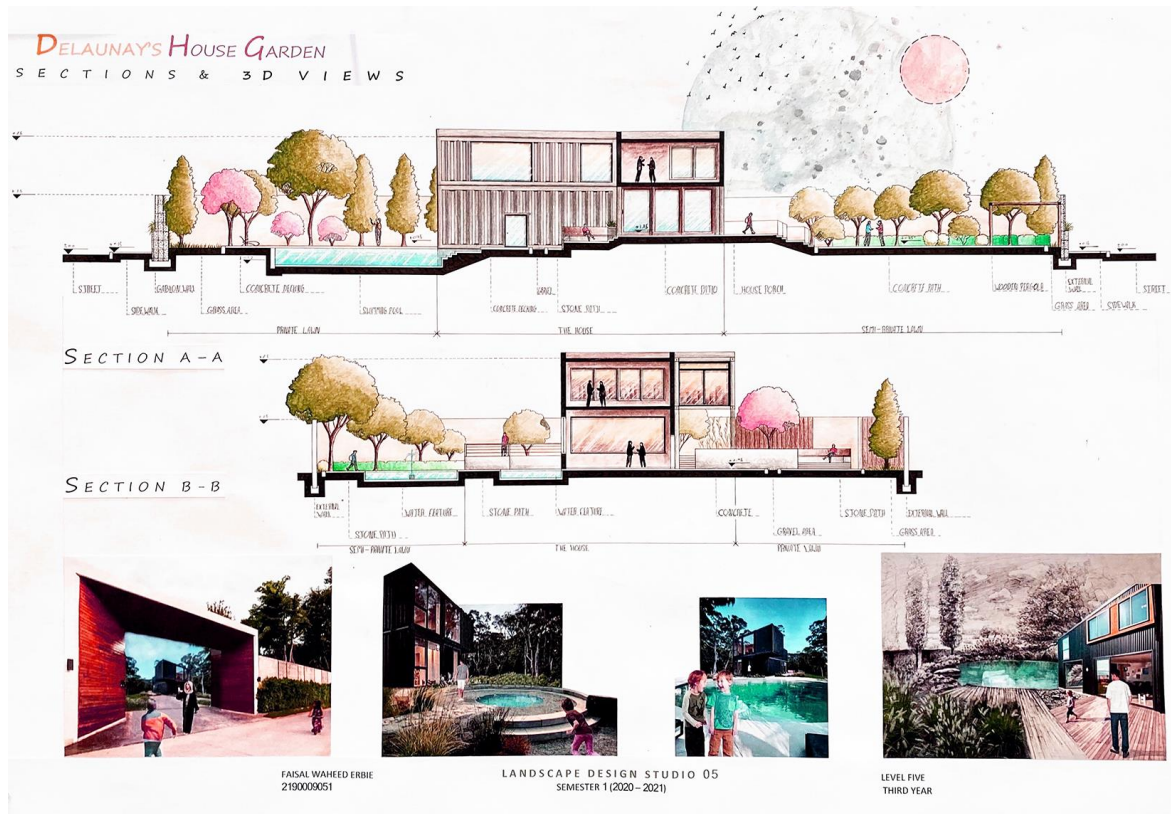 DELAUNAY'S HOUSE GARDEN
SECTIONS & 3D VIEWS
STREET
SIDEWALK
GABION WALL
GRASS AREA
CONCRETE DECKING
SWIMMING POOL
CONCRETE DECKING
STONE PATH
CONCRETE PATIO
HOUSE PORCH
CONCRETE PATH
WOODEN PERGOLA
EXTERNAL WALL
GRASS AREA
SIDEWALK
STREET
PRIVATE LAWN
THE HOUSE
SEMI-PRIVATE LAWN
SECTION A-A
SECTION B-B
EXTERNAL WALL
STONE PATH
WATER FEATURE
STONE PATH
WATER FEATURE
CONCRETE
GRAVEL AREA
STONE PATH
GRASS AREA
EXTERNAL WALL
SEMI-PRIVATE LAWN
THE HOUSE
PRIVATE LAWN
FAISAL WAHEED ERBIE
2190009051
LANDSCAPE DESIGN STUDIO 05
SEMESTER 1 (2020 – 2021)
LEVEL FIVE
THIRD YEAR